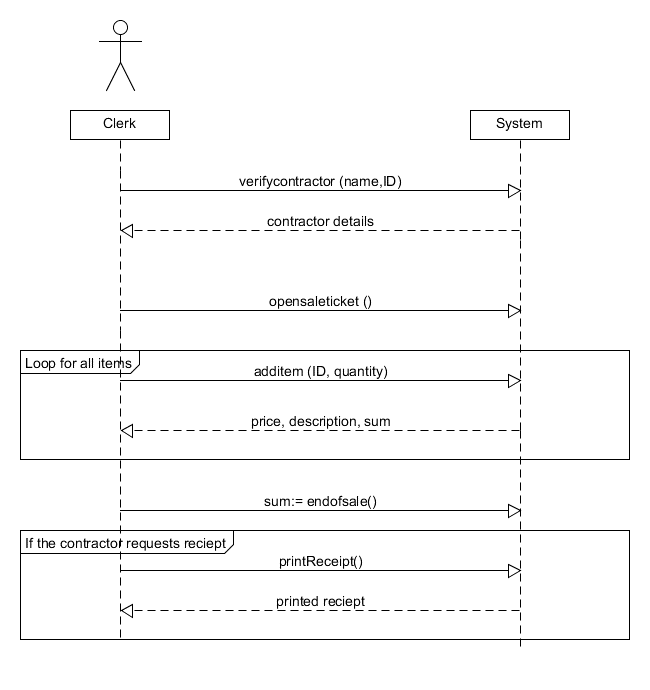 Clerk
System
verifycontractor (name,ID)
contractor details
opensaleticket ()
Loop for all items
additem (ID, quantity)
price, description, sum
sum:= endofsale()
If the contractor requests reciept
printReceipt()
printed reciept